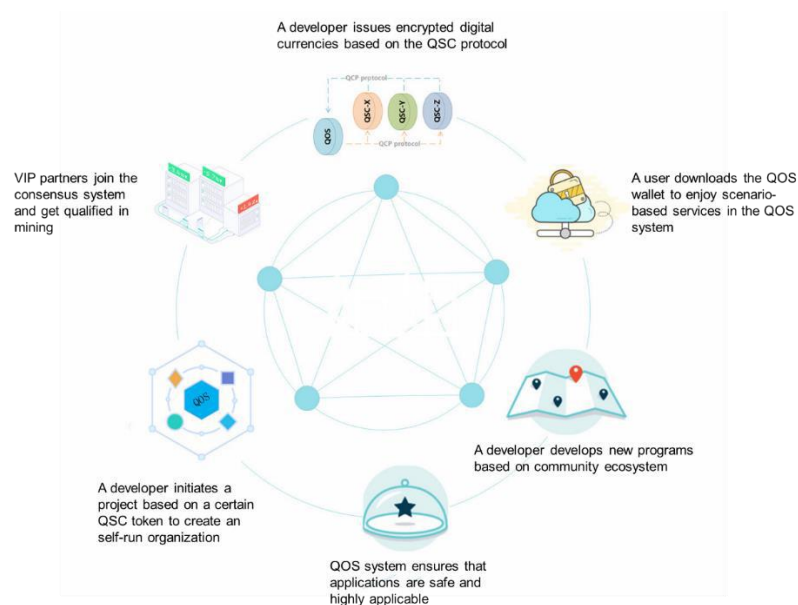 A developer issues encrypted digital
currencies based on the QSC protocol
QCP protocol
QOS
QSC-X
QSC-Y
QSC-Z
QCP protocol
VIP partners join the
consensus system
and get qualified in
mining
A user downloads the QOS
wallet to enjoy scenario-
based services in the QOS
system
QOS
A developer develops new programs
based on community ecosystem
A developer initiates a
project based on a certain
QSC token to create an
self-run organization
QOS system ensures that
applications are safe and
highly applicable